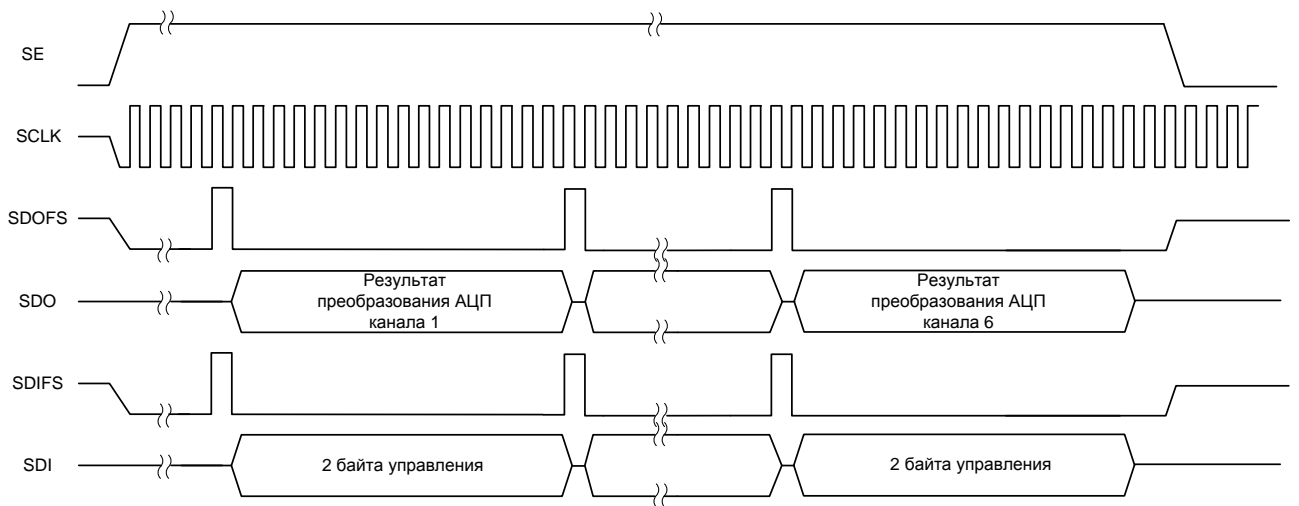 SE
SCLK
SDOFS
SDO
Результат
преобразования АЦП
канала 1
Результат
преобразования АЦП
канала 6
SDIFS
SDI
2 байта управления
2 байта управления